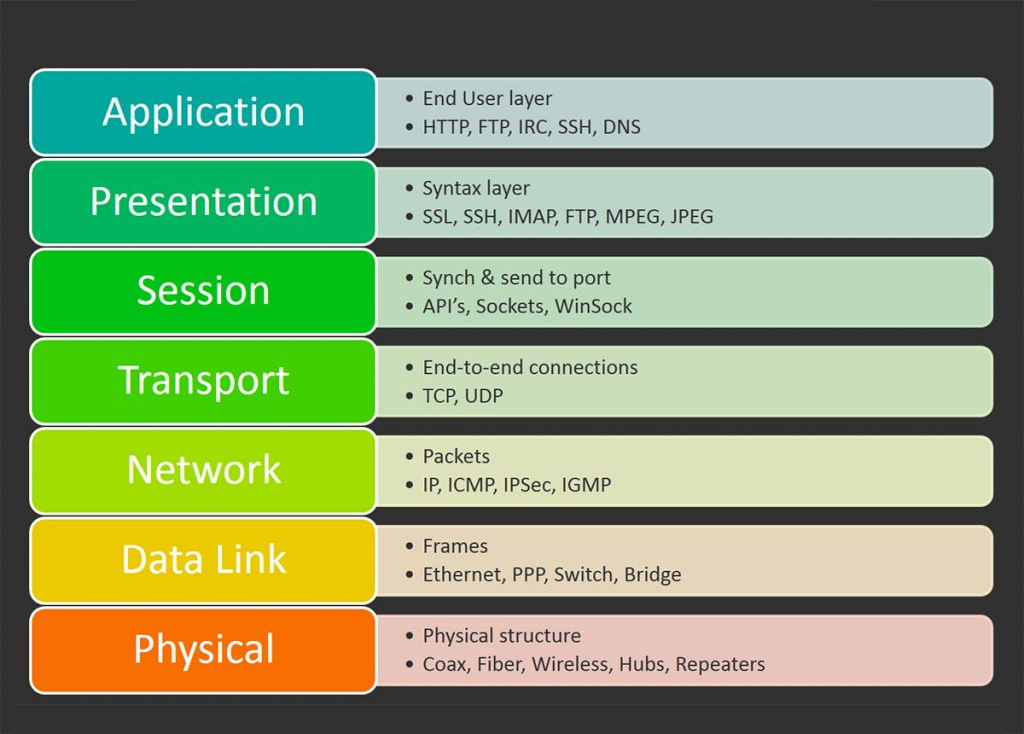 Application
• End User layer
• HTTP, FTP, IRC, SSH, DNS
Presentation
• Syntax layer
• SSL, SSH, IMAP, FTP, MPEG, JPEG
Session
• Synch & send to port
• API’s, Sockets, WinSock
Transport
• End-to-end connections
• TCP, UDP
Network
• Packets
• IP, ICMP, IPSec, IGMP
Data Link
• Frames
• Ethernet, PPP, Switch, Bridge
Physical
• Physical structure
• Coax, Fiber, Wireless, Hubs, Repeaters